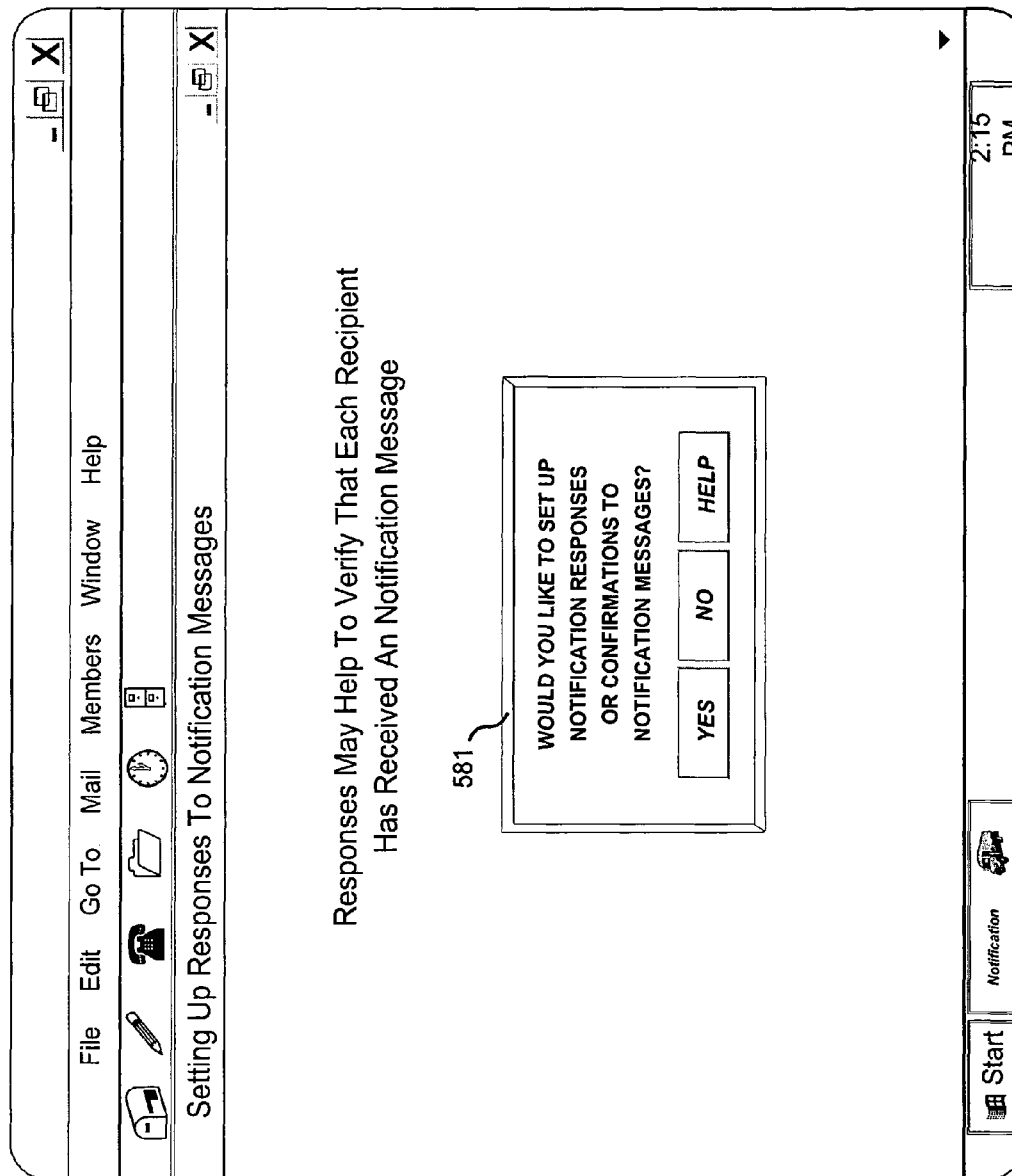 File Edit Go To Mail Members Window Help
Setting Up Responses To Notification Messages
Responses May Help To Verify That Each Recipient
Has Received An Notification Message
581
WOULD YOU LIKE TO SET UP
NOTIFICATION RESPONSES
OR CONFIRMATIONS TO
NOTIFICATION MESSAGES?
YES NO HELP
Start Notification 2:15
PM